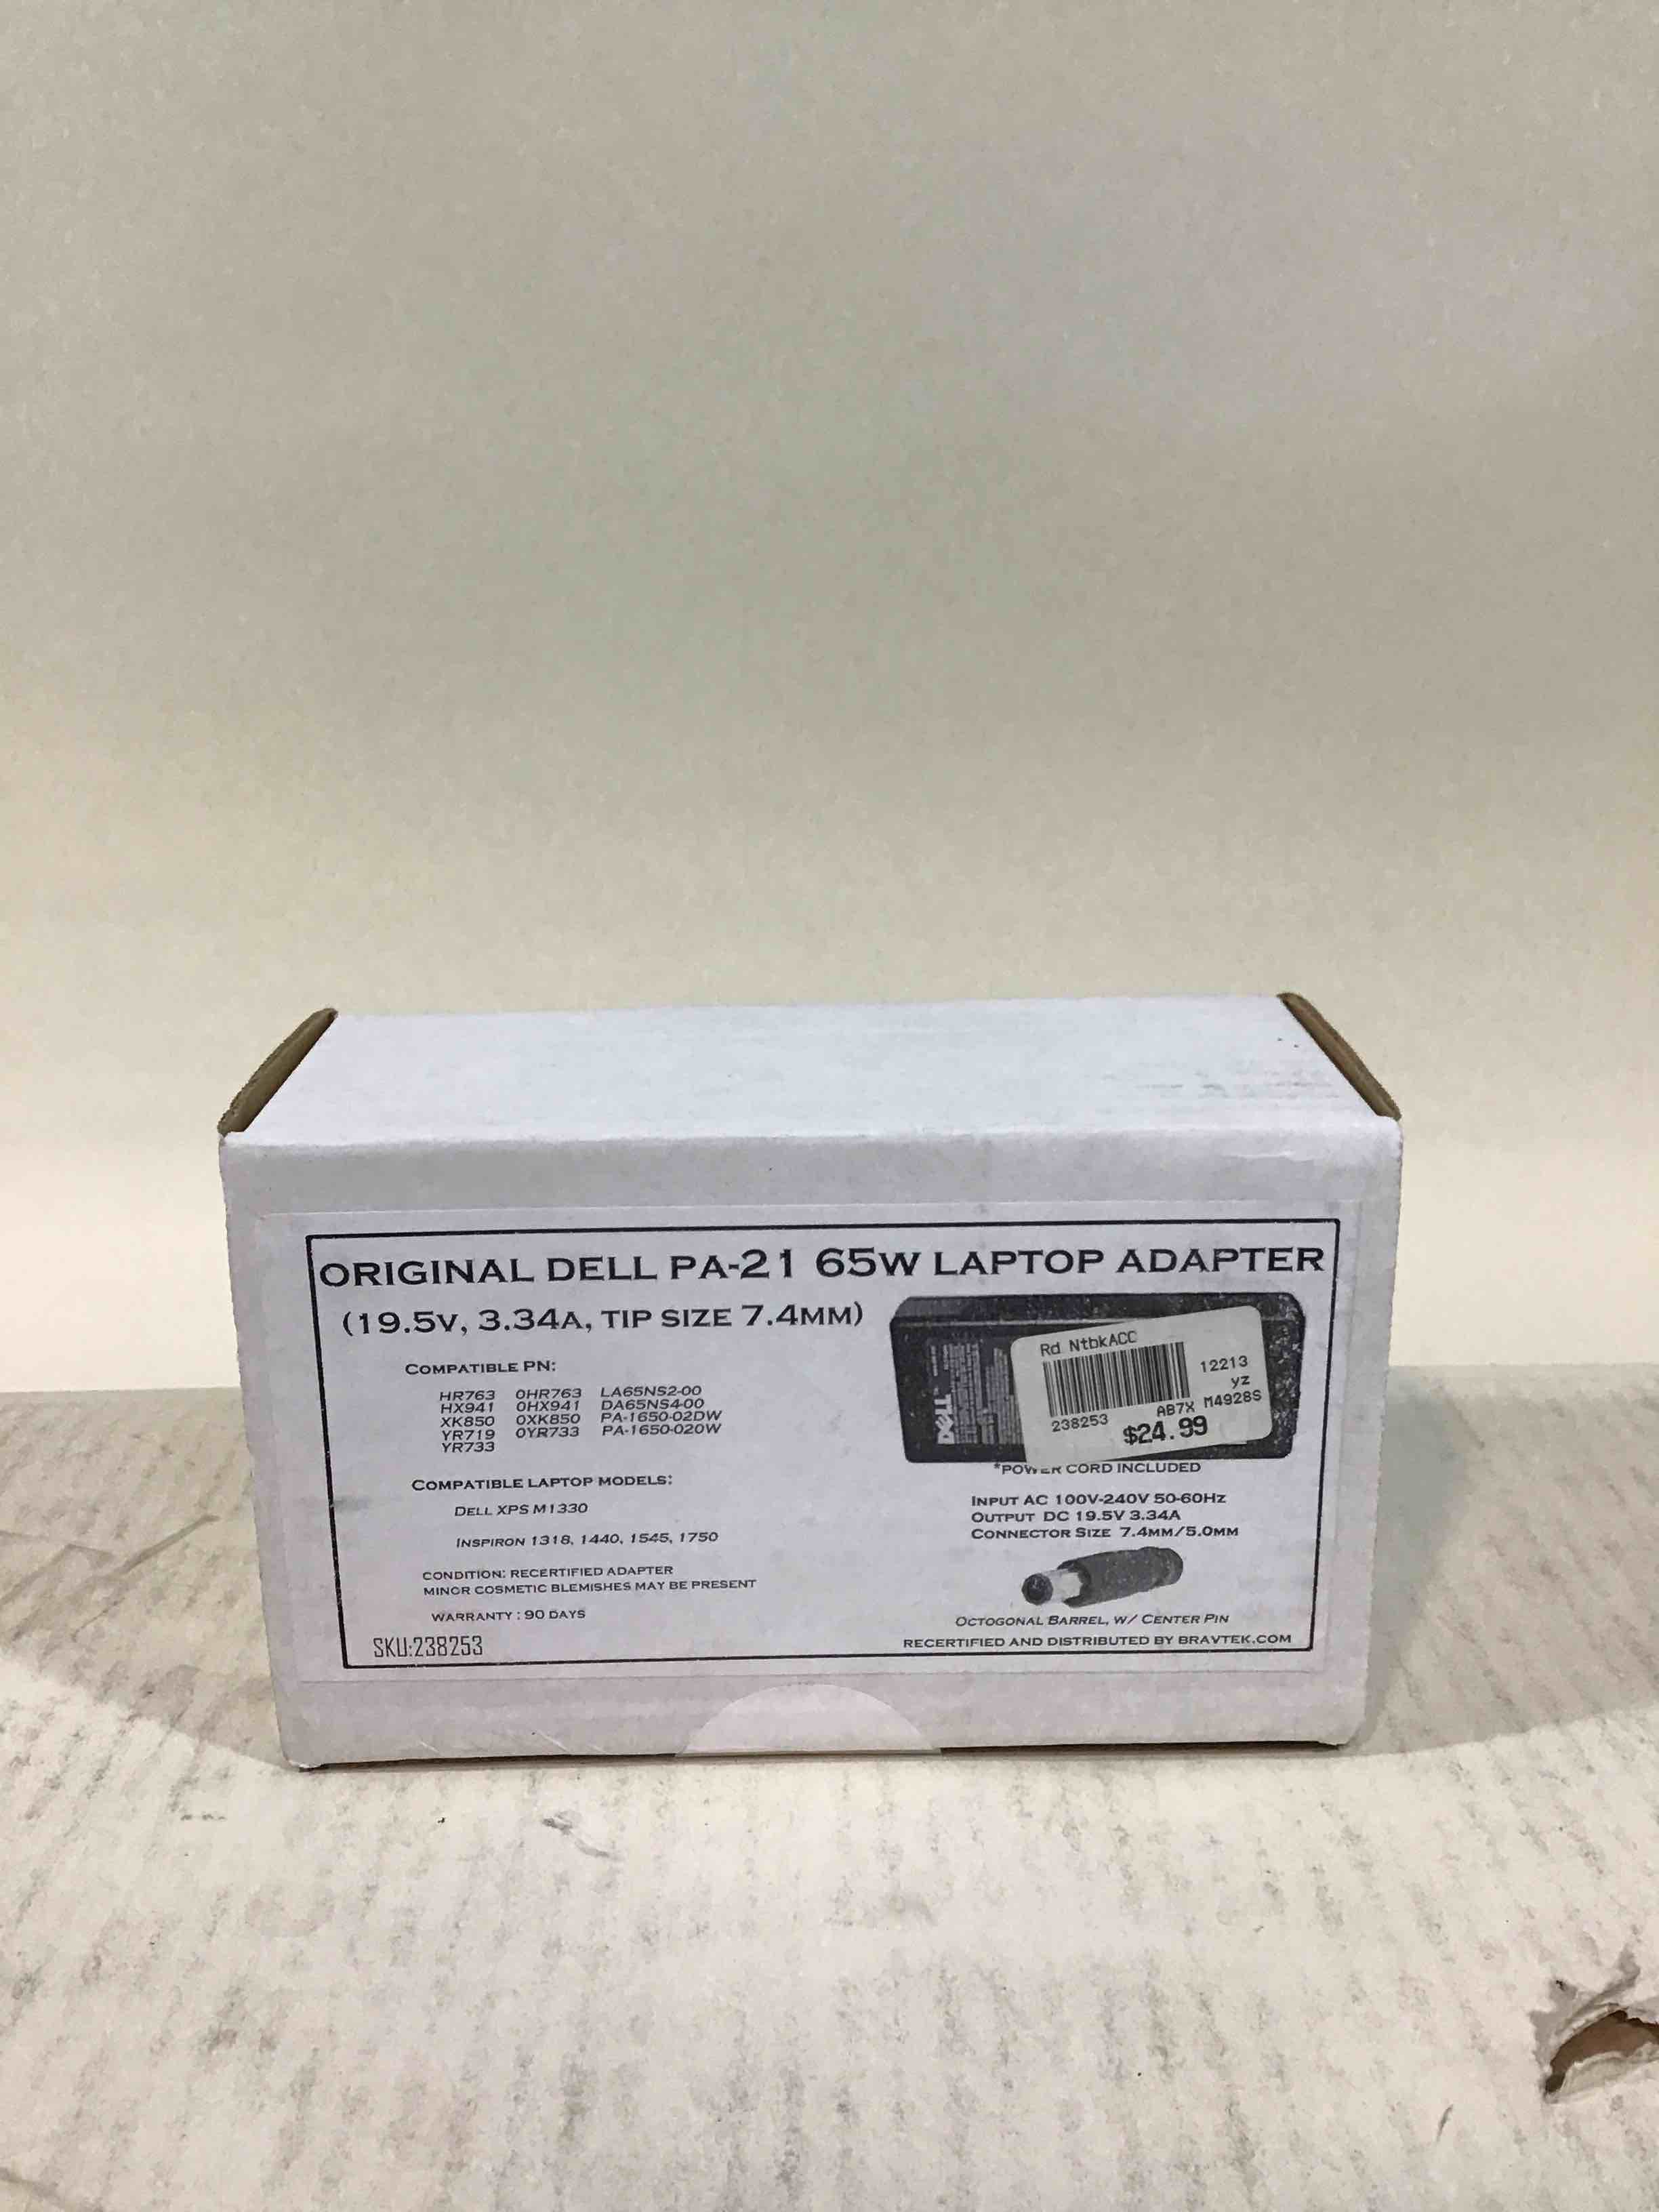 ORIGINAL DELL PA-21 65W LAPTOP ADAPTER
(19.5V, 3.34A, TIP SIZE 7.4MM)
COMPATIBLE PN:
HR763 0HR763 LA65NS2-00
HX941 0HX941 DA65NS4-00
XK850 0XK850 PA-1650-02DW
YR719 0YR733 PA-1650-020W
YR733
COMPATIBLE LAPTOP MODELS:
DELL XPS M1330
INSPIRON 1318, 1440, 1545, 1750
CONDITION: RECERTIFIED ADAPTER
MINOR COSMETIC BLEMISHES MAY BE PRESENT
WARRANTY : 90 DAYS
SKU:238253
DELL
Rd NtbkACC
12213
yz
AB7X M4928S
238253
$24.99
*POWER CORD INCLUDED
INPUT AC 100V-240V 50-60HZ
OUTPUT DC 19.5V 3.34A
CONNECTOR SIZE 7.4MM/5.0MM
OCTOGONAL BARREL, W/ CENTER PIN
RECERTIFIED AND DISTRIBUTED BY BRAVTEK.COM